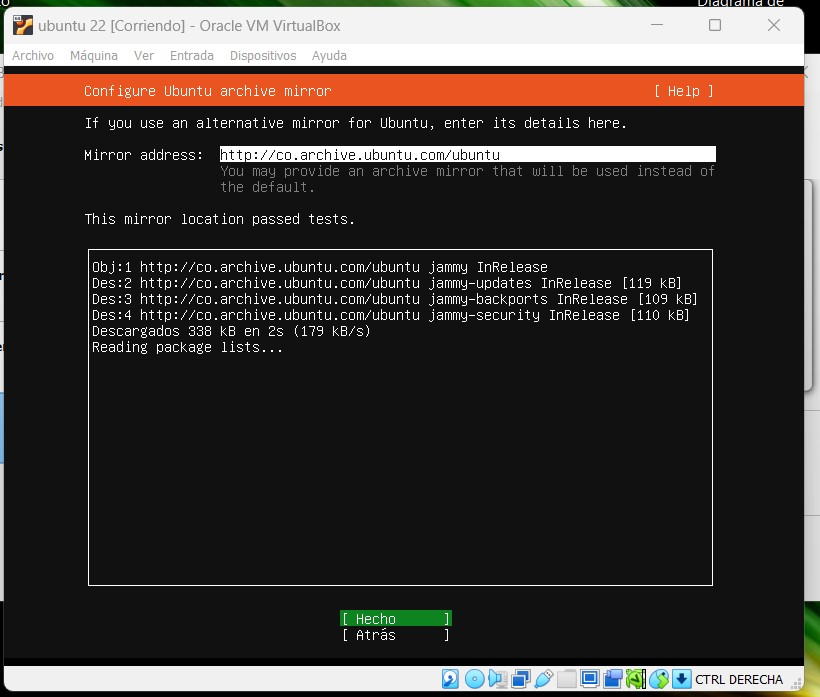 Diagrama de
ubuntu 22 [Corriendo] - Oracle VM VirtualBox
Archivo Máquina Ver Entrada Dispositivos Ayuda
Configure Ubuntu archive mirror [ Help ]
If you use an alternative mirror for Ubuntu, enter its details here.
Mirror address: http://co.archive.ubuntu.com/ubuntu
You may provide an archive mirror that will be used instead of
the default.
This mirror location passed tests.
Obj:1 http://co.archive.ubuntu.com/ubuntu jammy InRelease
Des:2 http://co.archive.ubuntu.com/ubuntu jammy-updates InRelease [119 kB]
Des:3 http://co.archive.ubuntu.com/ubuntu jammy-backports InRelease [109 kB]
Des:4 http://co.archive.ubuntu.com/ubuntu jammy-security InRelease [110 kB]
Descargados 338 kB en 2s (179 kB/s)
Reading package lists...
[ Hecho ]
[ Atrás ]
CTRL DERECHA